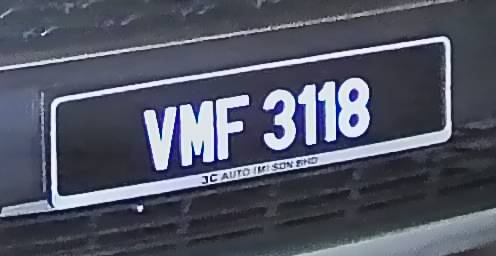 VMF 3118
JC AUTO (M) SDN BHD